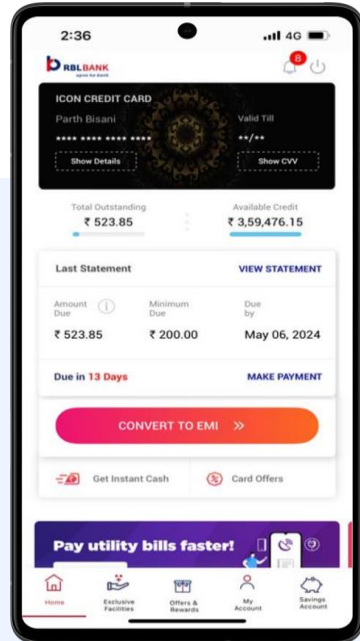 2:36
4G
RBLBANK
apno ka bank
8
ICON CREDIT CARD
Parth Bisani
Valid Till
**** **** **** ****
**/**
Show Details
Show CVV
Total Outstanding
Available Credit
₹ 523.85
₹ 3,59,476.15
Last Statement
VIEW STATEMENT
Amount Due
Minimum Due
Due by
₹ 523.85
₹ 200.00
May 06, 2024
Due in 13 Days
MAKE PAYMENT
CONVERT TO EMI
Get Instant Cash
Card Offers
Pay utility bills faster!
Home
Exclusive Facilities
Offers & Rewards
My Account
Savings Account